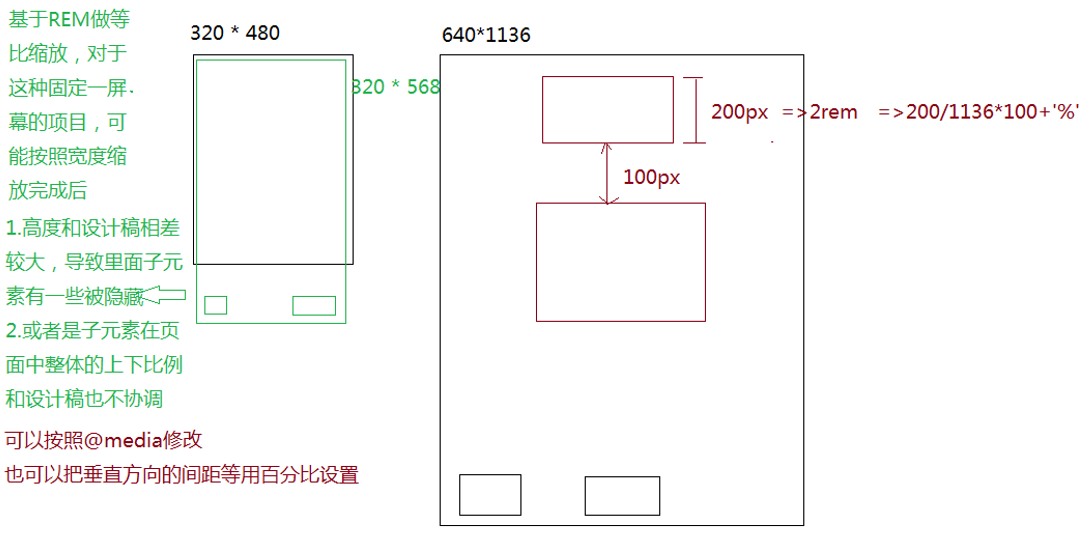 基于REM做等
比缩放，对于
这种固定一屏.
幕的项目，可
能按照宽度缩
放完成后
1.高度和设计稿相差
较大，导致里面子元
素有一些被隐藏
2.或者是子元素在页
面中整体的上下比例
和设计稿也不协调
可以按照@media修改
也可以把垂直方向的间距等用百分比设置
320 * 480
320 * 568
640*1136
200px =>2rem =>200/1136*100+'%'
100px